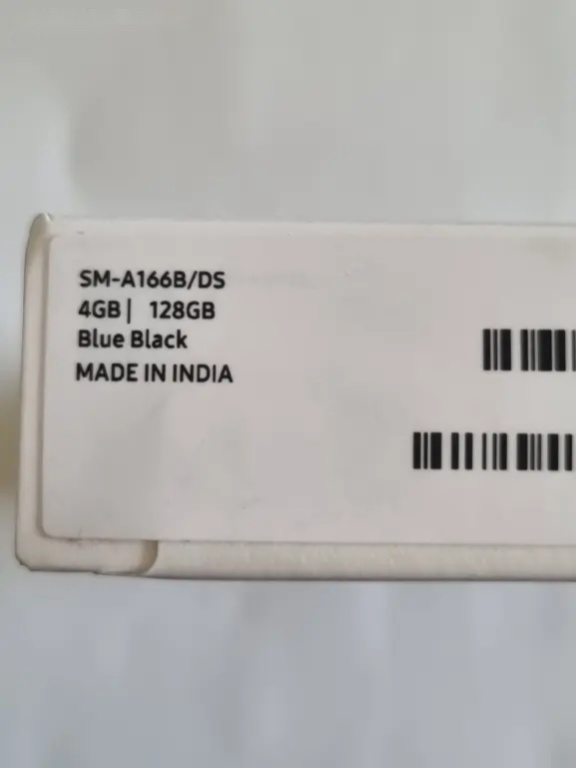 SM-A166B/DS
4GB | 128GB
Blue Black
MADE IN INDIA